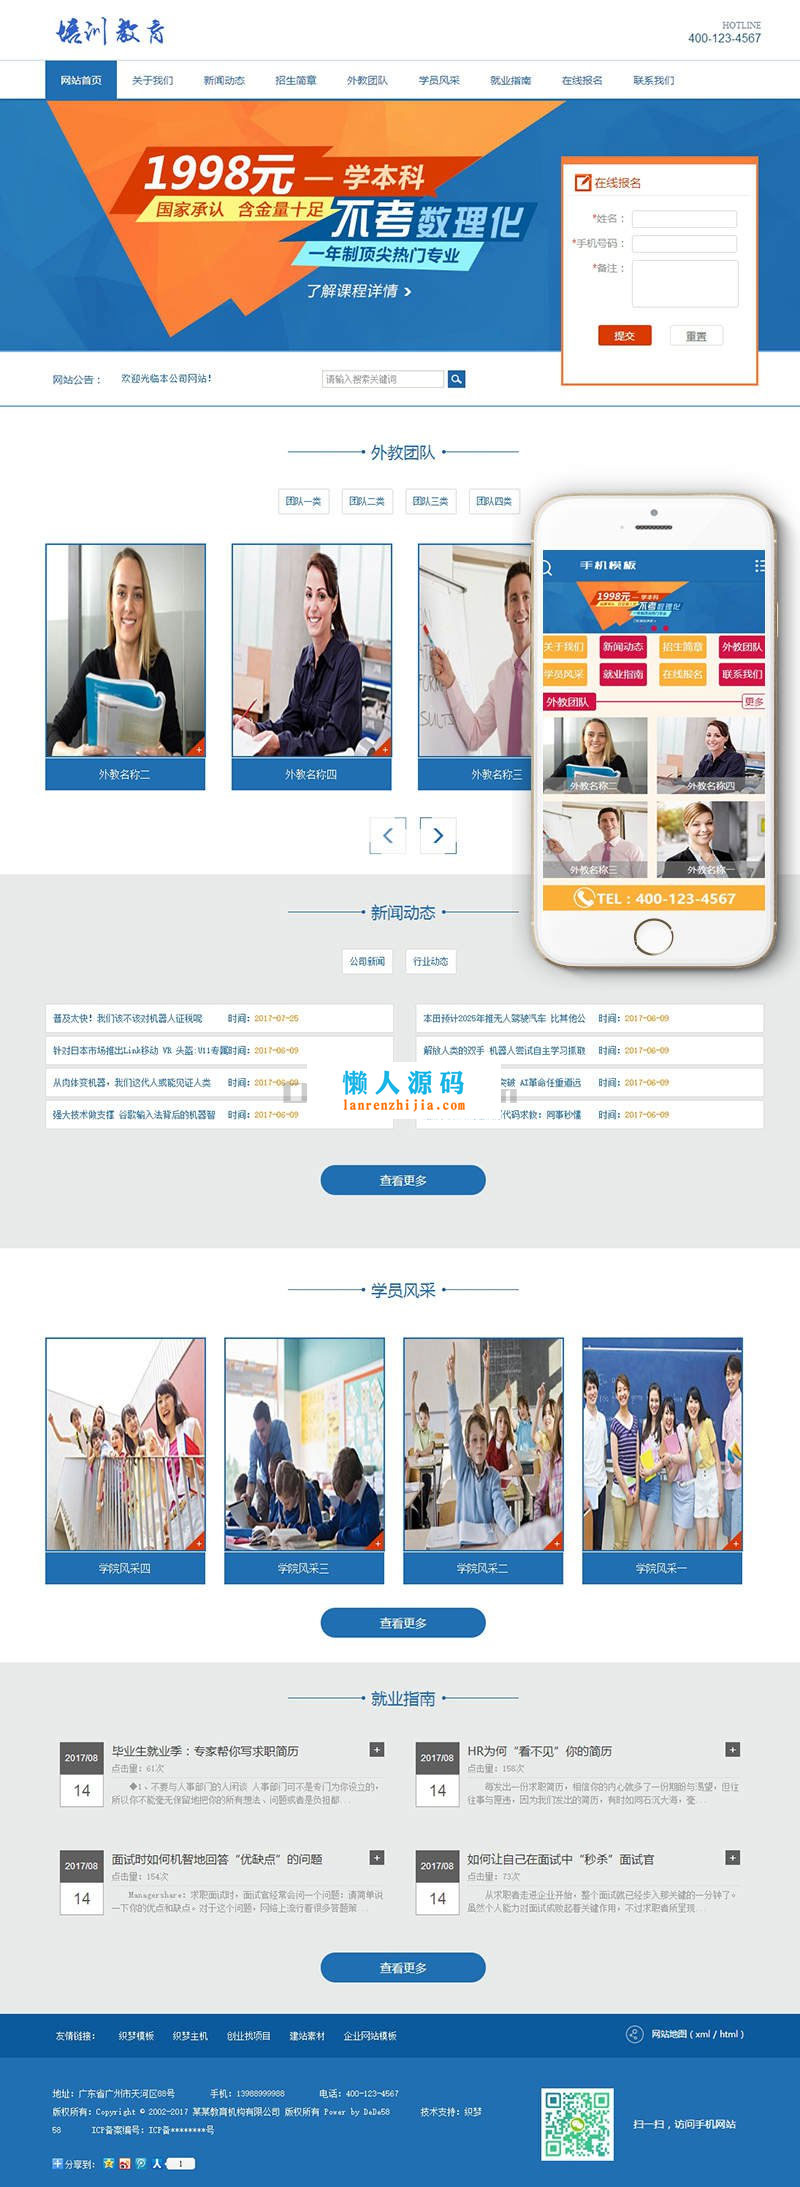 培训教育
HOTLINE
400-123-4567
网站首页 关于我们 新闻动态 招生简章 外教团队 学员风采 就业指南 在线报名 联系我们
1998元 — 学本科
国家承认 含金量十足 不考数理化
一年制顶尖热门专业
了解课程详情 >
在线报名
*姓名：
*手机号码：
*备注：
提交 重置
网站公告： 欢迎光临本公司网站！ 请输入搜索关键词
外教团队
团队一类 团队二类 团队三类 团队四类
外教名称二 外教名称四 外教名称三
手机模板
1998元 — 学本科
不考数理化
关于我们 新闻动态 招生简章 外教团队
学员风采 就业指南 在线报名 联系我们
外教团队 更多
外教名称二 外教名称四
外教名称三 外教名称一
TEL：400-123-4567
新闻动态
公司新闻 行业动态
普及太快！我们该不该对机器人征税呢 时间：2017-07-25
本田预计2025年推无人驾驶汽车 比其他公 时间：2017-06-09
针对日本市场推出Link移动 VR 头盔:U11专属 时间：2017-06-09
解放人类的双手 机器人尝试自主学习抓取 时间：2017-06-09
从肉体变机器，我们这代人或能见证人类 时间：2017-06-09
突破 AI革命任重道远 时间：2017-06-09
强大技术做支撑 谷歌输入法背后的机器智 时间：2017-06-09
代码求救：同事秒懂 时间：2017-06-09
懒人源码
lanrenzhijia.com
查看更多
学员风采
学院风采四 学院风采三 学院风采二 学院风采一
查看更多
就业指南
2017/08
14
毕业生就业季：专家帮你写求职简历
点击量：61次
◆1、不要与人事部门的人闲谈 人事部门可不是专门为你设立的，
所以你不能毫无保留地把你的所有想法、问题或者是负担都...
2017/08
14
HR为何“看不见”你的简历
点击量：158次
每发出一份求职简历，相信你的内心就多了一份期盼与渴望，但往
往事与愿违，因为我们发出的简历，有时如同石沉大海，毫...
2017/08
14
面试时如何机智地回答“优缺点”的问题
点击量：154次
Managershare：求职面试时，面试官经常会问一个问题：请简单说
一下你的优点和缺点。对于这个问题，网络上流行着很多答题策...
2017/08
14
如何让自己在面试中“秒杀”面试官
点击量：73次
从求职者走进企业开始，整个面试就已经步入那关键的一分钟了。
虽然个人能力对面试成败起着关键作用，不过求职者所呈现...
查看更多
友情链接： 织梦模板 织梦主机 创业找项目 建站素材 企业网站模板
网站地图 ( xml / html )
地址：广东省广州市天河区88号 手机：13988999988 电话：400-123-4567
版权所有：Copyright © 2002-2017 某某教育机构有限公司 版权所有 Power by DeDe58 技术支持：织梦
58 ICP备案编号：ICP备********号
分享到： 1
扫一扫，访问手机网站